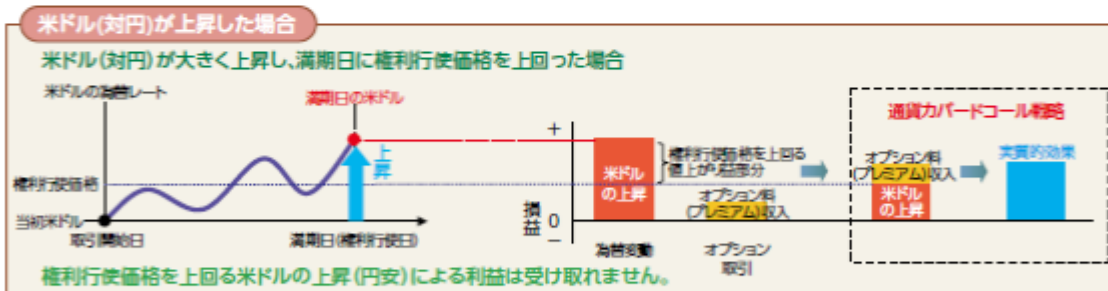 米ドル(対円)が上昇した場合
米ドル(対円)が大きく上昇し、満期日に権利行使価格を上回った場合
米ドルの為替レート
満期日の米ドル
上昇
権利行使価格
当初米ドル
取引開始日
満期日(権利行使日)
+
損益
0
−
米ドル
の上昇
権利行使価格を上回る
値上がり益部分
オプション料
(プレミアム)収入
為替変動
オプション
取引
通貨カバードコール戦略
オプション料
(プレミアム)収入
米ドル
の上昇
実質的効果
権利行使価格を上回る米ドルの上昇(円安)による利益は受け取れません。